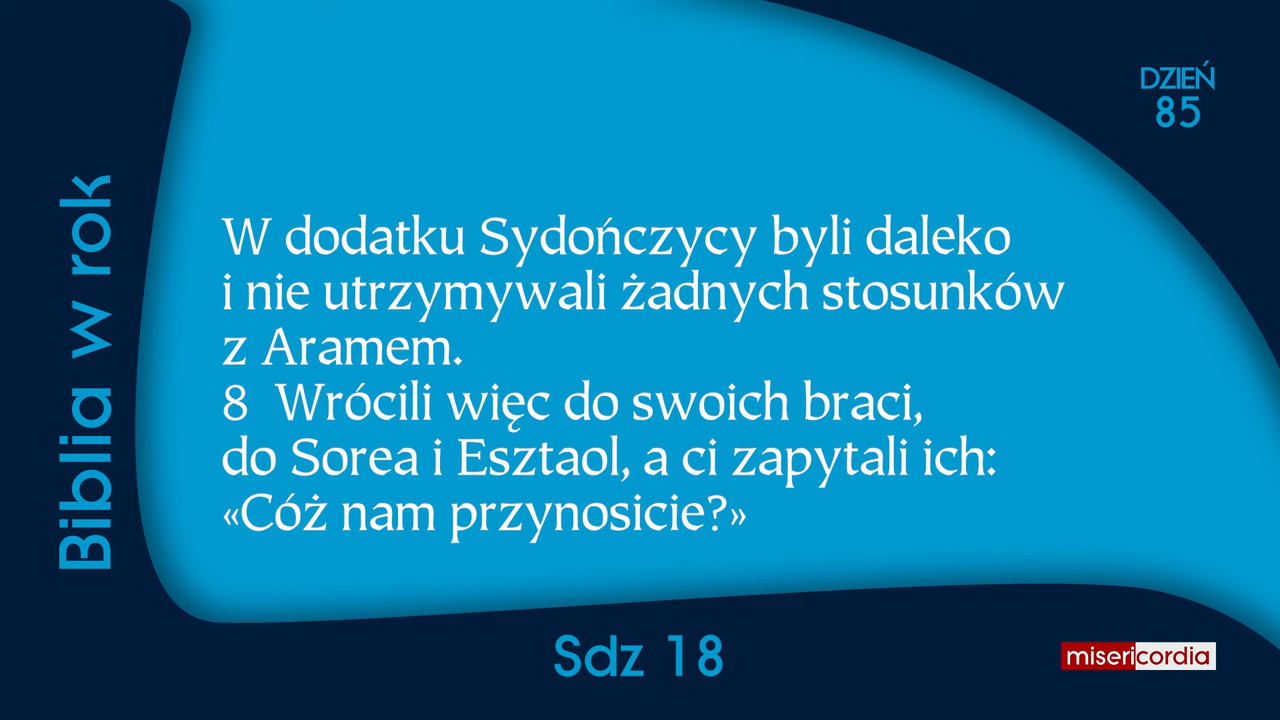 DZIEŃ
85
Biblia w rok
W dodatku Sydończycy byli daleko
i nie utrzymywali żadnych stosunków
z Aramem.
8 Wrócili więc do swoich braci,
do Sorea i Esztaol, a ci zapytali ich:
«Cóż nam przynosicie?»
Sdz 18
misericordia